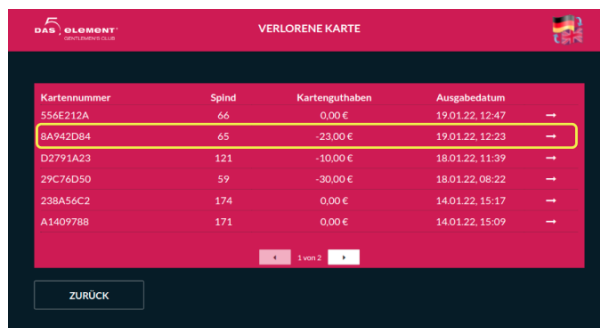 DAS 5. ELEMENT
GENTLEMEN'S CLUB
VERLORENE KARTE
Kartennummer Spind Kartenguthaben Ausgabedatum
556E212A 66 0,00 € 19.01.22, 12:47 →
8A942D84 65 -23,00 € 19.01.22, 12:23 →
D2791A23 121 -10,00 € 18.01.22, 11:39 →
29C76D50 59 -30,00 € 18.01.22, 08:22 →
238A56C2 174 0,00 € 14.01.22, 15:17 →
A1409788 171 0,00 € 14.01.22, 15:09 →
1 von 2
ZURÜCK